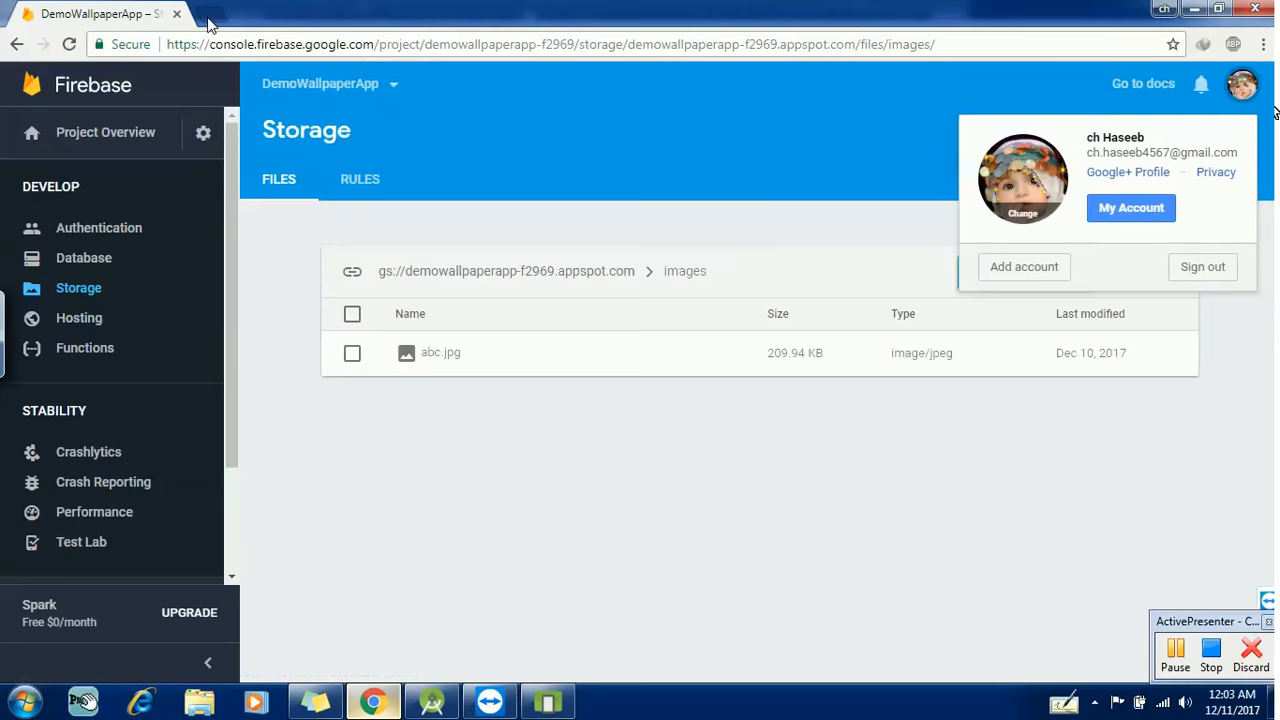 DemoWallpaperApp – St
ch
Secure
https://console.firebase.google.com/project/demowallpaperapp-f2969/storage/demowallpaperapp-f2969.appspot.com/files/images/
ABP
Firebase
DemoWallpaperApp
Go to docs
Project Overview
Storage
FILES
RULES
ch Haseeb
ch.haseeb4567@gmail.com
Google+ Profile – Privacy
My Account
Change
Add account
Sign out
DEVELOP
Authentication
Database
Storage
Hosting
Functions
STABILITY
Crashlytics
Crash Reporting
Performance
Test Lab
Spark
Free $0/month
UPGRADE
gs://demowallpaperapp-f2969.appspot.com > images
Name Size Type Last modified
abc.jpg 209.94 KB image/jpeg Dec 10, 2017
ActivePresenter - C...
Pause Stop Discard
12:03 AM
12/11/2017